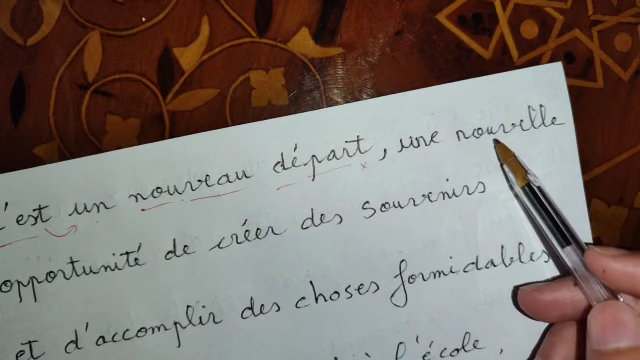 'est un nouveau départ, une nouvelle
opportunité de créer des souvenirs
et d'accomplir des choses formidables
à l'école,